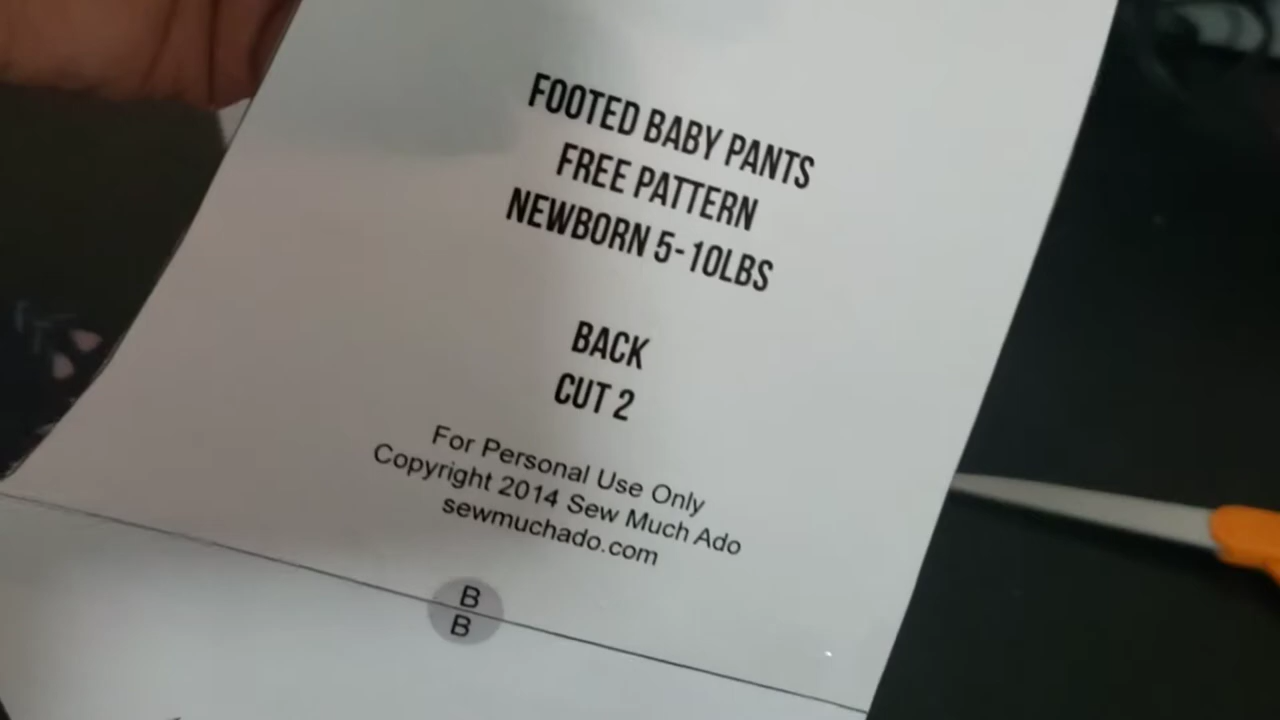 FOOTED BABY PANTS
FREE PATTERN
NEWBORN 5-10LBS
BACK
CUT 2
For Personal Use Only
Copyright 2014 Sew Much Ado
sewmuchado.com
B
B